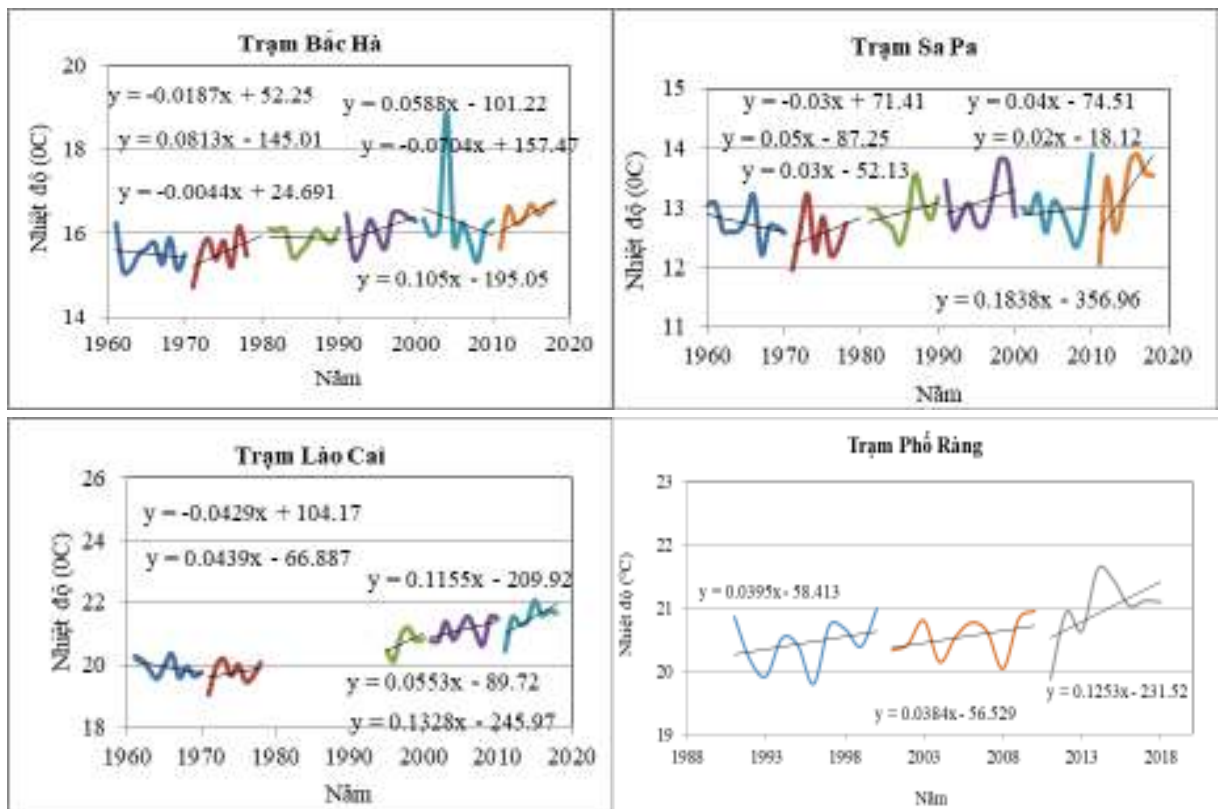 Trạm Bắc Hà
20
y = -0.0187x + 52.25
y = 0.0588x - 101.22
18
y = 0.0813x - 145.01
y = -0.0704x + 157.47
y = -0.0044x + 24.691
16
y = 0.105x - 195.05
14
1960 1970 1980 1990 2000 2010 2020
Năm
Nhiệt độ (0C)
Trạm Sa Pa
15
y = -0.03x + 71.41
y = 0.04x - 74.51
14
y = 0.05x - 87.25
y = 0.02x - 18.12
y = 0.03x - 52.13
13
12
y = 0.1838x - 356.96
11
1960 1970 1980 1990 2000 2010 2020
Năm
Nhiệt độ (0C)
Trạm Lào Cai
26
y = -0.0429x + 104.17
24
y = 0.0439x - 66.887
y = 0.1155x - 209.92
22
20
y = 0.0553x - 89.72
y = 0.1328x - 245.97
18
1960 1970 1980 1990 2000 2010 2020
Năm
Nhiệt độ (0C)
Trạm Phố Ràng
23
22
y = 0.0395x - 58.413
21
20
y = 0.1253x - 231.52
y = 0.0384x - 56.529
19
1988 1993 1998 2003 2008 2013 2018
Năm
Nhiệt độ (°C)